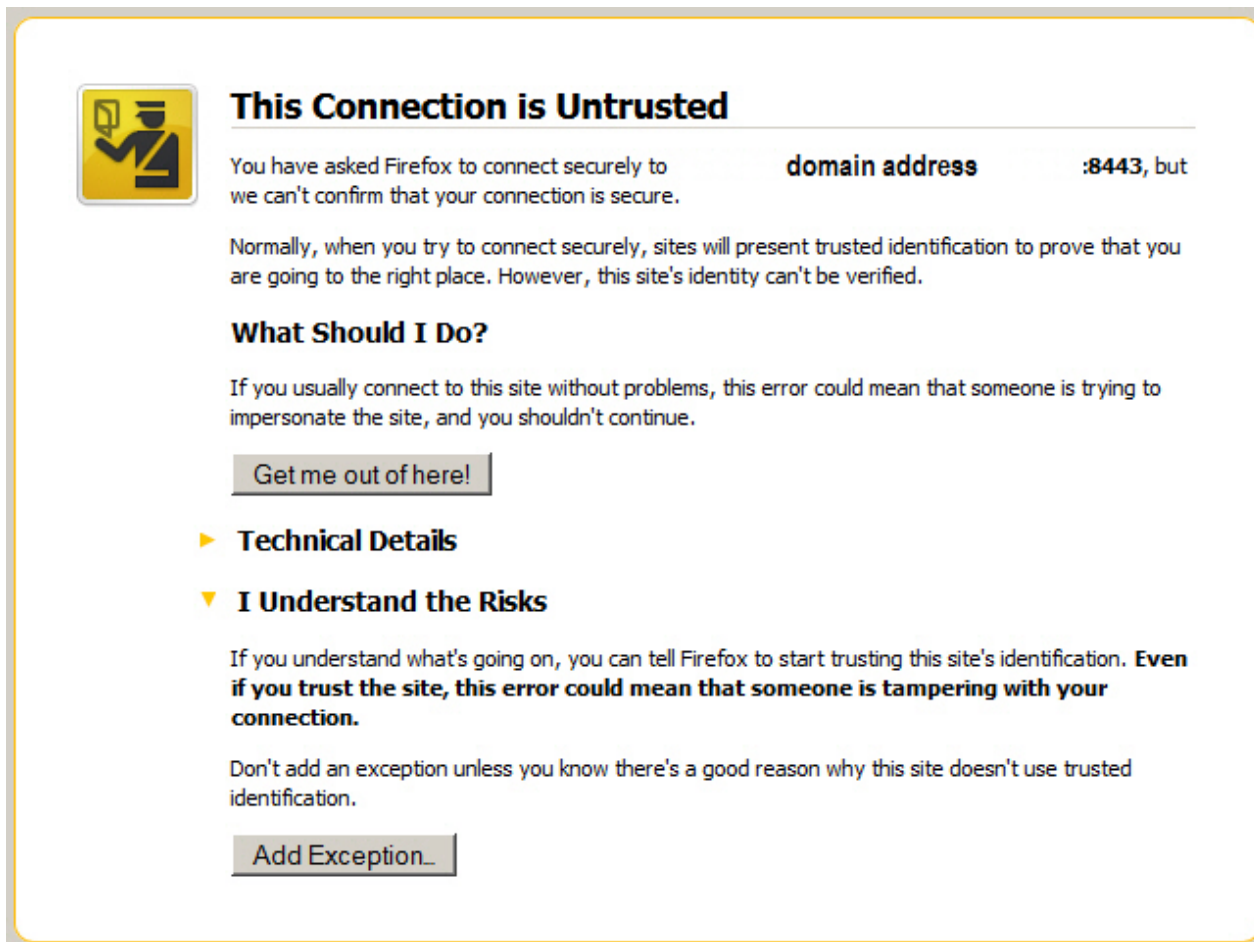 This Connection is Untrusted
You have asked Firefox to connect securely to domain address :8443, but
we can't confirm that your connection is secure.
Normally, when you try to connect securely, sites will present trusted identification to prove that you
are going to the right place. However, this site's identity can't be verified.
What Should I Do?
If you usually connect to this site without problems, this error could mean that someone is trying to
impersonate the site, and you shouldn't continue.
Get me out of here!
Technical Details
I Understand the Risks
If you understand what's going on, you can tell Firefox to start trusting this site's identification. Even
if you trust the site, this error could mean that someone is tampering with your
connection.
Don't add an exception unless you know there's a good reason why this site doesn't use trusted
identification.
Add Exception...